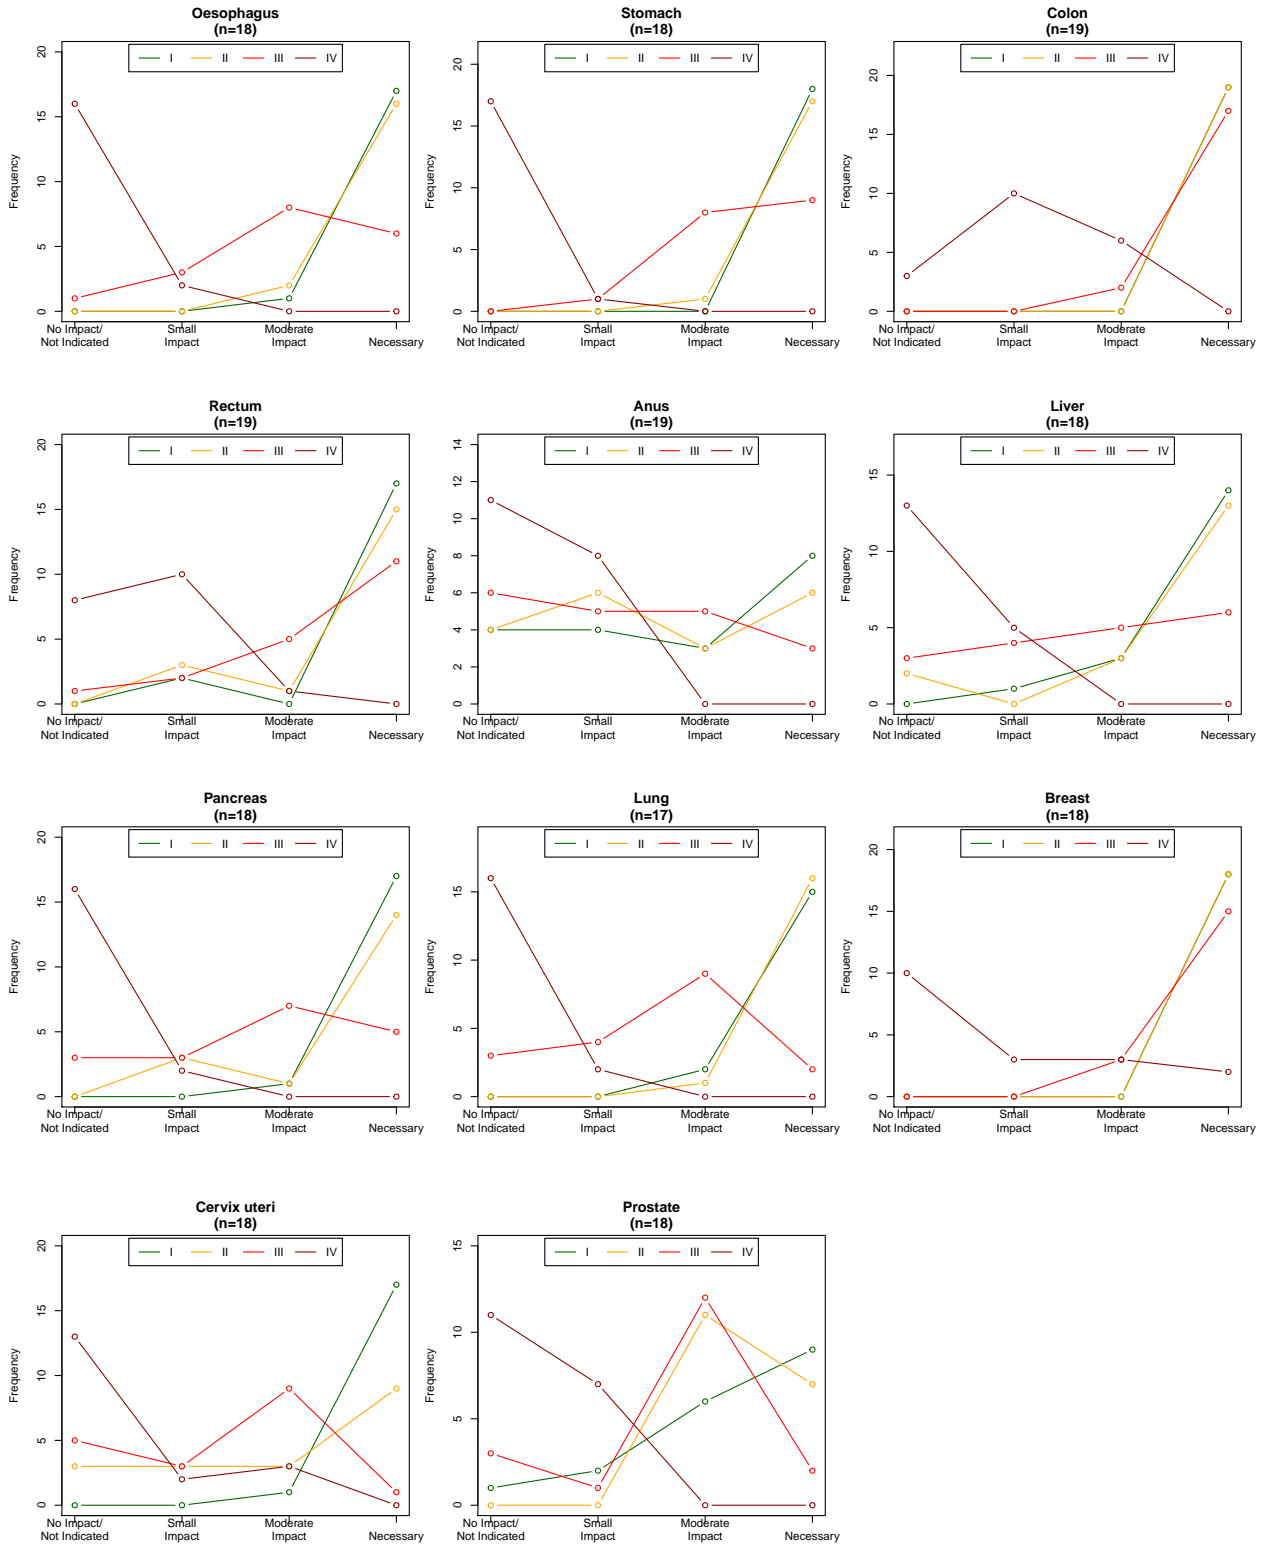 Oesophagus
(n=18)
I II III IV
Frequency
0 5 10 15 20
No Impact/ Small Moderate Necessary
Not Indicated Impact Impact
Stomach
(n=18)
I II III IV
Frequency
0 5 10 15 20
No Impact/ Small Moderate Necessary
Not Indicated Impact Impact
Colon
(n=19)
I II III IV
Frequency
0 5 10 15 20
No Impact/ Small Moderate Necessary
Not Indicated Impact Impact
Rectum
(n=19)
I II III IV
Frequency
0 5 10 15 20
No Impact/ Small Moderate Necessary
Not Indicated Impact Impact
Anus
(n=19)
I II III IV
Frequency
0 2 4 6 8 10 12 14
No Impact/ Small Moderate Necessary
Not Indicated Impact Impact
Liver
(n=18)
I II III IV
Frequency
0 5 10 15
No Impact/ Small Moderate Necessary
Not Indicated Impact Impact
Pancreas
(n=18)
I II III IV
Frequency
0 5 10 15 20
No Impact/ Small Moderate Necessary
Not Indicated Impact Impact
Lung
(n=17)
I II III IV
Frequency
0 5 10 15
No Impact/ Small Moderate Necessary
Not Indicated Impact Impact
Breast
(n=18)
I II III IV
Frequency
0 5 10 15 20
No Impact/ Small Moderate Necessary
Not Indicated Impact Impact
Cervix uteri
(n=18)
I II III IV
Frequency
0 5 10 15 20
No Impact/ Small Moderate Necessary
Not Indicated Impact Impact
Prostate
(n=18)
I II III IV
Frequency
0 5 10 15
No Impact/ Small Moderate Necessary
Not Indicated Impact Impact